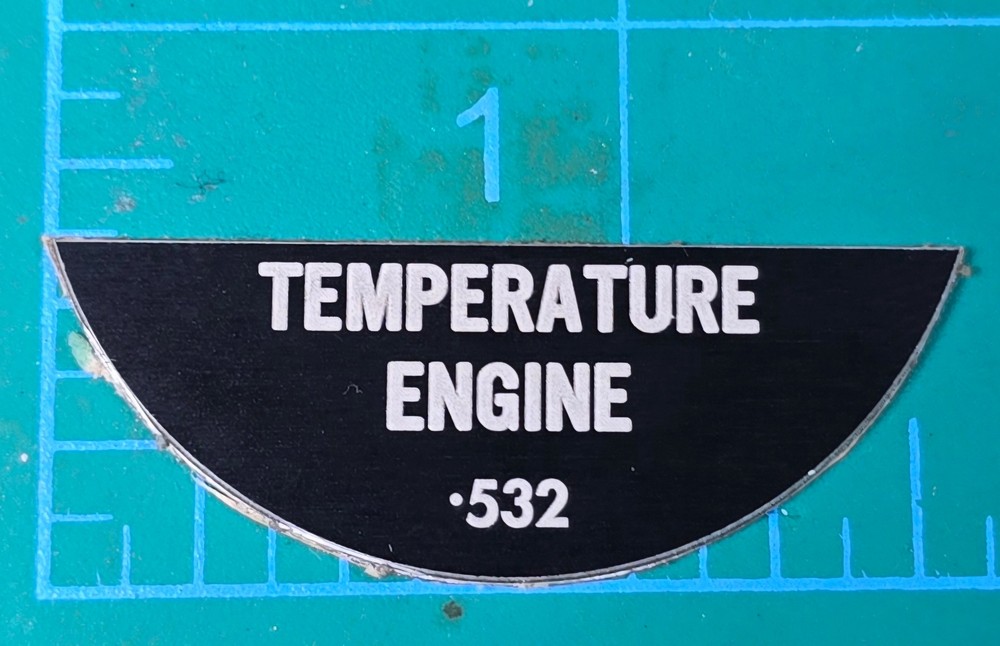 1
TEMPERATURE
ENGINE
·532